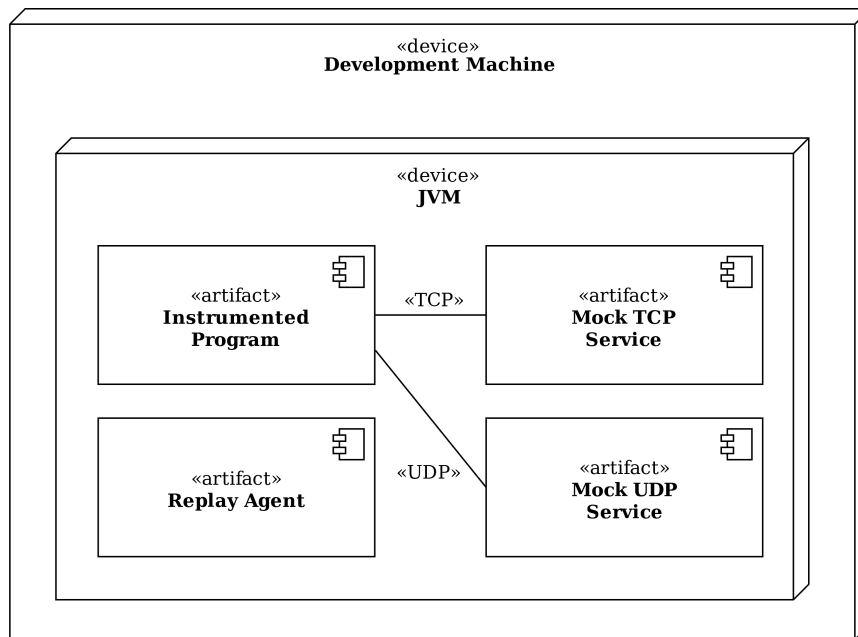 «device»
Development Machine
«device»
JVM
«artifact»
Instrumented
Program
«TCP»
«artifact»
Mock TCP
Service
«artifact»
Replay Agent
«UDP»
«artifact»
Mock UDP
Service